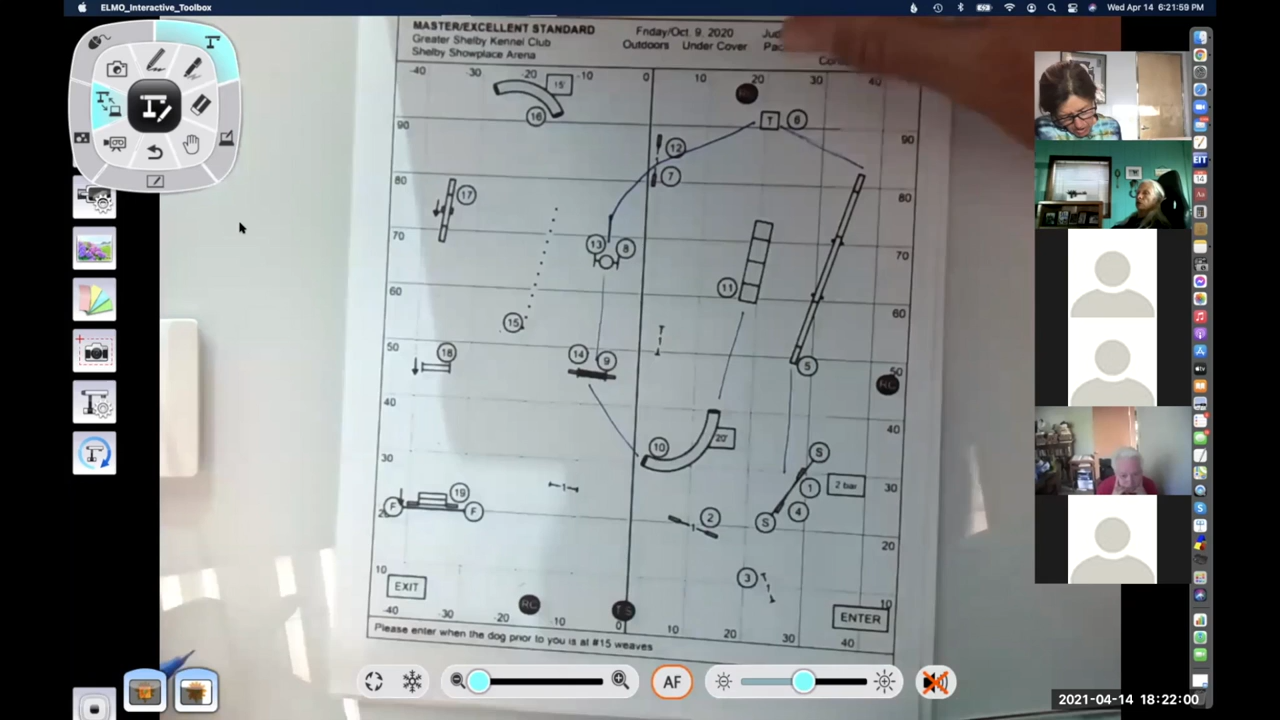 ELMO_Interactive_Toolbox
Wed Apr 14 6:21:59 PM
MASTER/EXCELLENT STANDARD
Greater Shelby Kennel Club
Shelby Showplace Arena
Friday/Oct. 9, 2020
Outdoors Under Cover
-40 -30 -20 -10 0 10 20 30 40
15'
16
T 6
90 90
12
7
80 80
17
70 70
13 8
11
60 60
15
50 50
18
14 9
5
40 40
10
20'
S
30 30
1
2 bar
19
1
4
F F
2
S
1
20 20
3
1
10 10
EXIT
ENTER
RC
-40 -30 -20 -10 0 10 20 30 40
Please enter when the dog prior to you is at #15 weaves
AF
2021-04-14 18:22:00